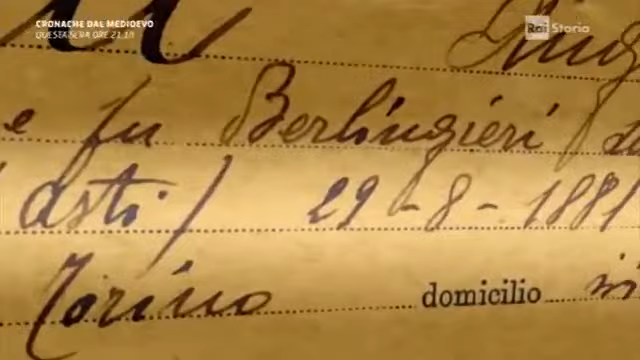 CRONACHE DAL MEDIOEVO
QUESTA SERA ORE 21.10
Rai Storia
e fu Berlingieri
Asti) 29-8-1881
Torino domicilio